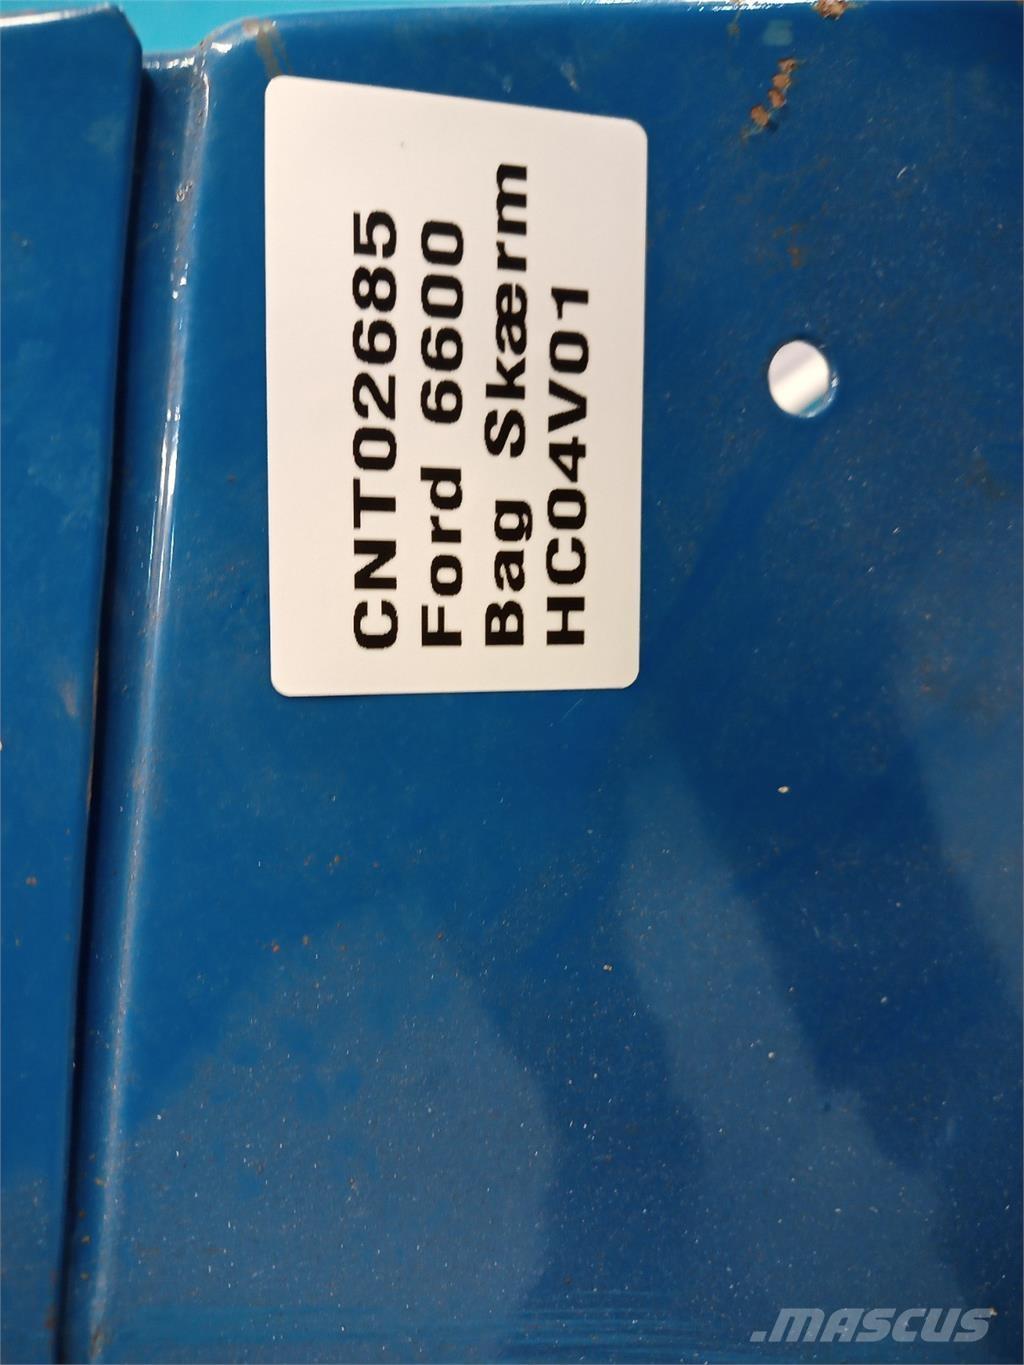 CNT02685
Ford 6600
Bag Skærm
HC04V01
.MASCUS